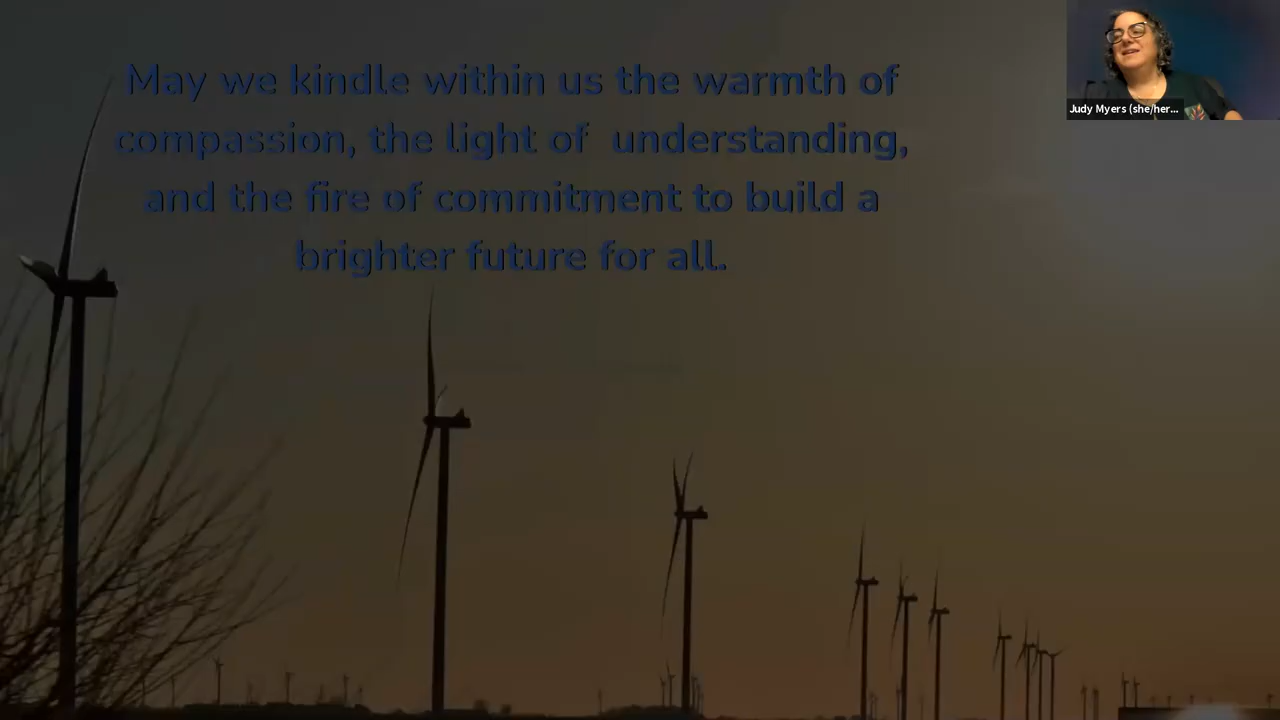 May we kindle within us the warmth of
compassion, the light of understanding,
and the fire of commitment to build a
brighter future for all.
Judy Myers (she/her...